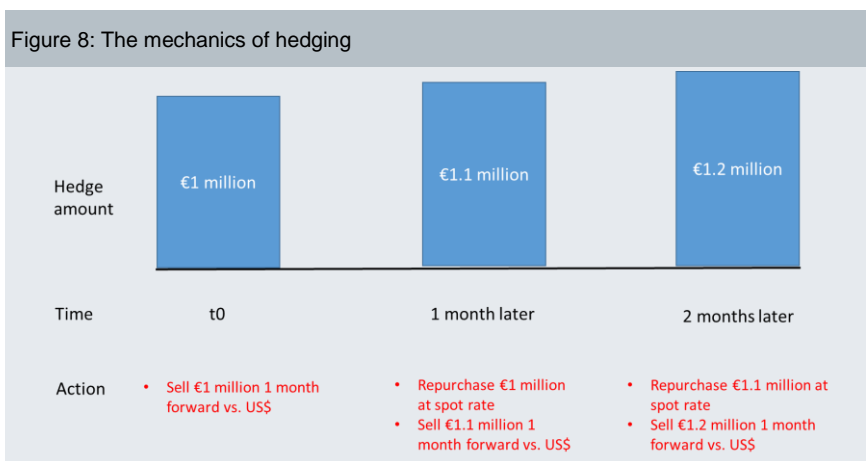 Figure 8: The mechanics of hedging
Hedge
amount
€1 million
€1.1 million
€1.2 million
Time
t0
1 month later
2 months later
Action
• Sell €1 million 1 month
forward vs. US$
• Repurchase €1 million
at spot rate
• Sell €1.1 million 1
month forward vs. US$
• Repurchase €1.1 million at
spot rate
• Sell €1.2 million 1 month
forward vs. US$